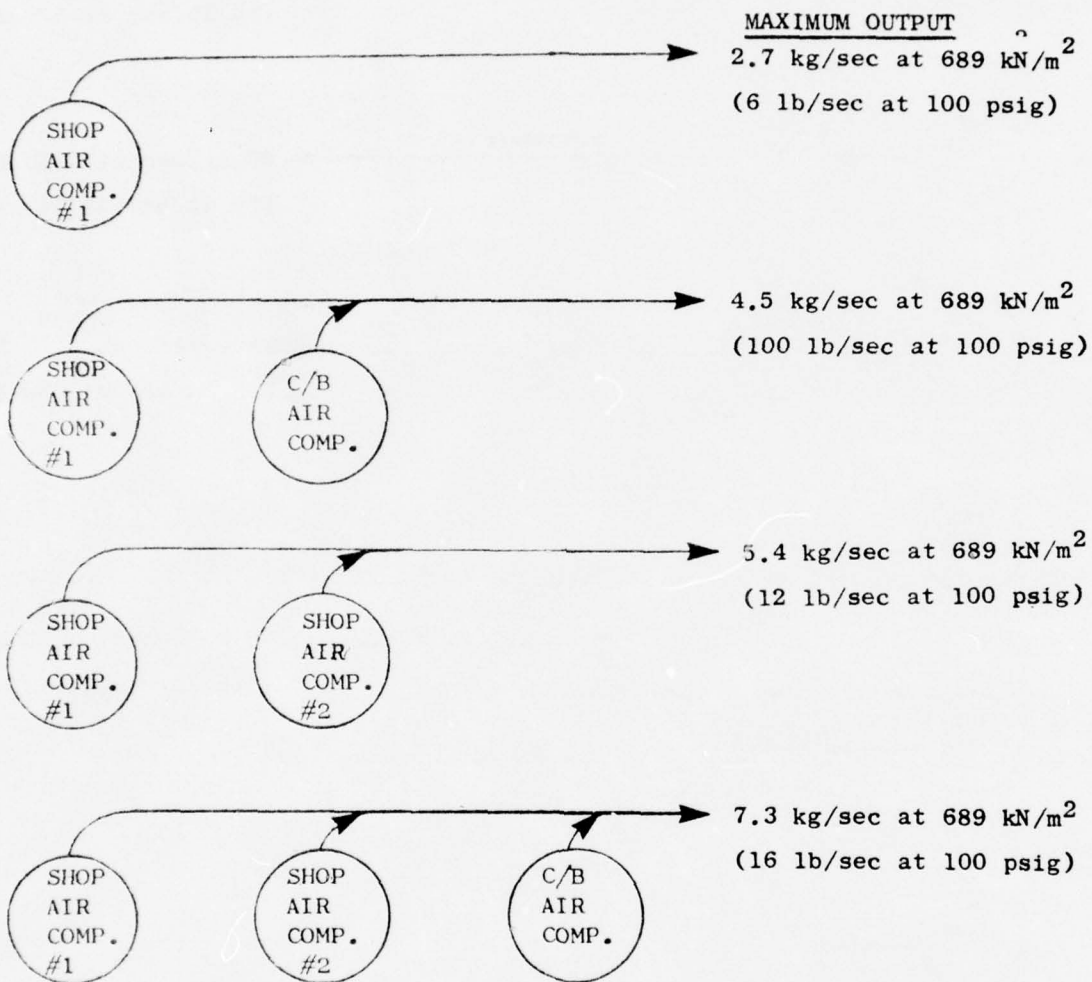 MAXIMUM OUTPUT
2.7 kg/sec at 689 kN/m²
(6 lb/sec at 100 psig)
SHOP
AIR
COMP.
#1
4.5 kg/sec at 689 kN/m²
(100 lb/sec at 100 psig)
SHOP
AIR
COMP.
#1
C/B
AIR
COMP.
5.4 kg/sec at 689 kN/m²
(12 lb/sec at 100 psig)
SHOP
AIR
COMP.
#1
SHOP
AIR
COMP.
#2
7.3 kg/sec at 689 kN/m²
(16 lb/sec at 100 psig)
SHOP
AIR
COMP.
#1
SHOP
AIR
COMP.
#2
C/B
AIR
COMP.